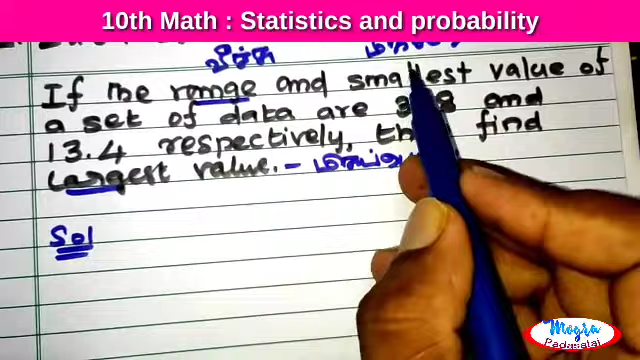 10th Math : Statistics and probability
வீச்சு
If the range and smallest value of
a set of data are and
13.4 respectively, find
largest value. -
Sol
Mogra
Padasalai